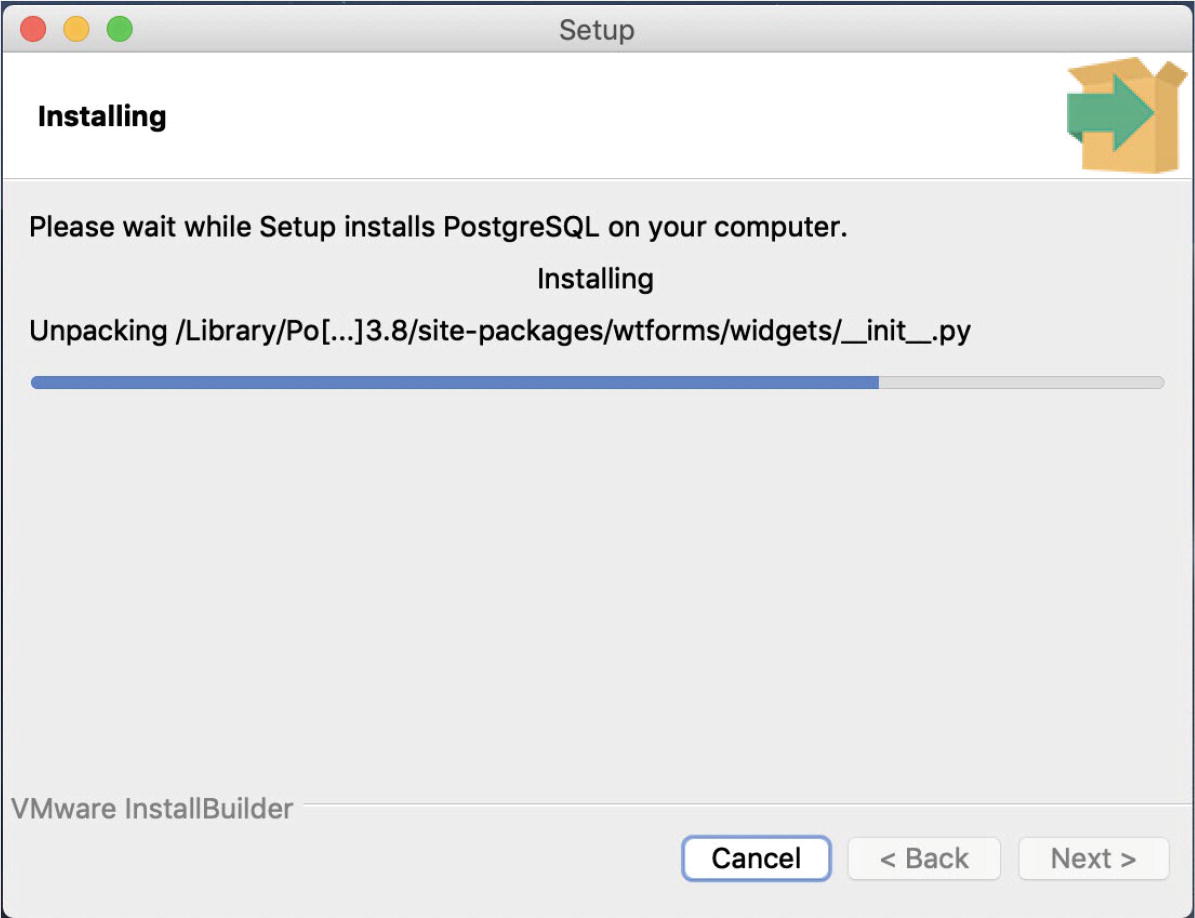 Setup
Installing
Please wait while Setup installs PostgreSQL on your computer.
Installing
Unpacking /Library/Po[...]3.8/site-packages/wtforms/widgets/__init__.py
VMware InstallBuilder
Cancel
< Back
Next >